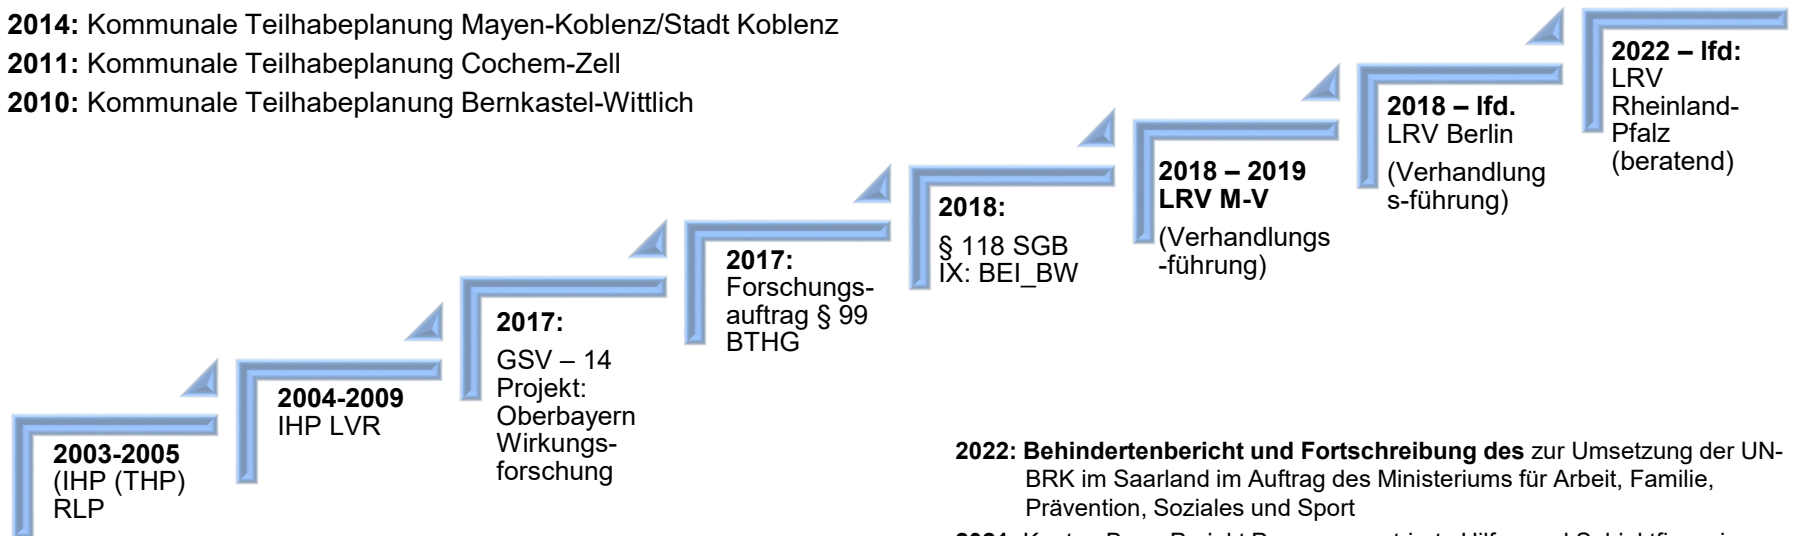 2014: Kommunale Teilhabeplanung Mayen-Koblenz/Stadt Koblenz
2011: Kommunale Teilhabeplanung Cochem-Zell
2010: Kommunale Teilhabeplanung Bernkastel-Wittlich
2003-2005
(IHP (THP)
RLP
2004-2009
IHP LVR
2017:
GSV – 14
Projekt:
Oberbayern
Wirkungs-
forschung
2017:
Forschungs-
auftrag § 99
BTHG
2018:
§ 118 SGB
IX: BEI_BW
2018 – 2019
LRV M-V
(Verhandlungs
-führung)
2018 – lfd.
LRV Berlin
(Verhandlung
s-führung)
2022 – lfd:
LRV
Rheinland-
Pfalz
(beratend)
2022: Behindertenbericht und Fortschreibung des zur Umsetzung der UN-
BRK im Saarland im Auftrag des Ministeriums für Arbeit, Familie,
Prävention, Soziales und Sport